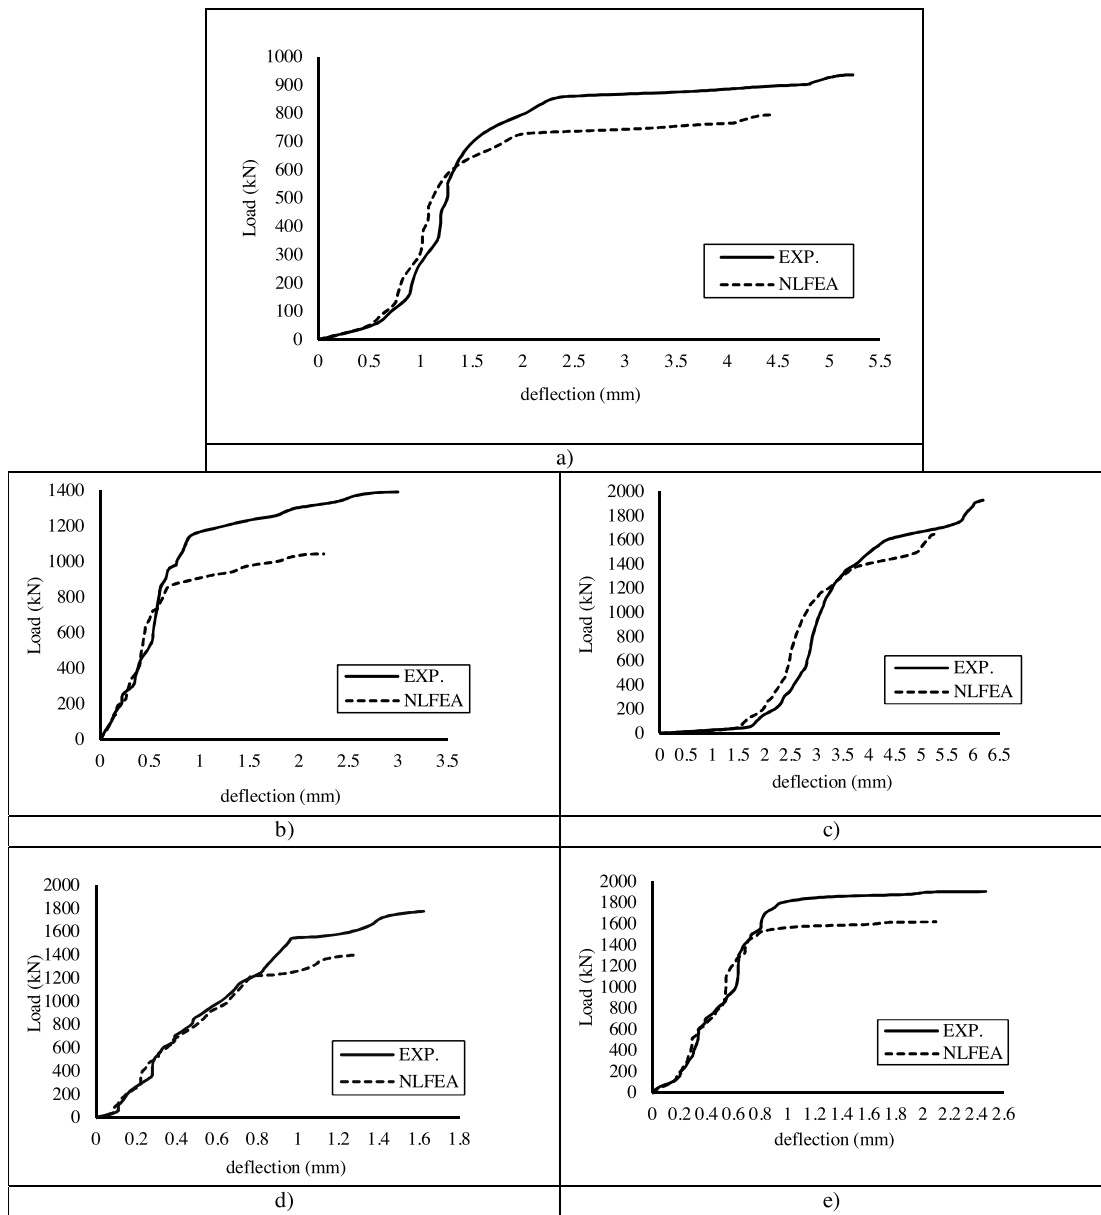 1000
900
800
700
600
500
400
300
200
100
0
Load (kN)
EXP.
NLFEA
0 0.5 1 1.5 2 2.5 3 3.5 4 4.5 5 5.5
deflection (mm)
a)
1400
1200
1000
800
600
400
200
0
Load (kN)
EXP.
NLFEA
0 0.5 1 1.5 2 2.5 3 3.5
deflection (mm)
b)
2000
1800
1600
1400
1200
1000
800
600
400
200
0
Load (kN)
EXP.
NLFEA
0 0.5 1 1.5 2 2.5 3 3.5 4 4.5 5 5.5 6 6.5
deflection (mm)
c)
2000
1800
1600
1400
1200
1000
800
600
400
200
0
Load (kN)
EXP.
NLFEA
0 0.2 0.4 0.6 0.8 1 1.2 1.4 1.6 1.8
deflection (mm)
d)
2000
1800
1600
1400
1200
1000
800
600
400
200
0
Load (kN)
EXP.
NLFEA
0 0.2 0.4 0.6 0.8 1 1.2 1.4 1.6 1.8 2 2.2 2.4 2.6
deflection (mm)
e)